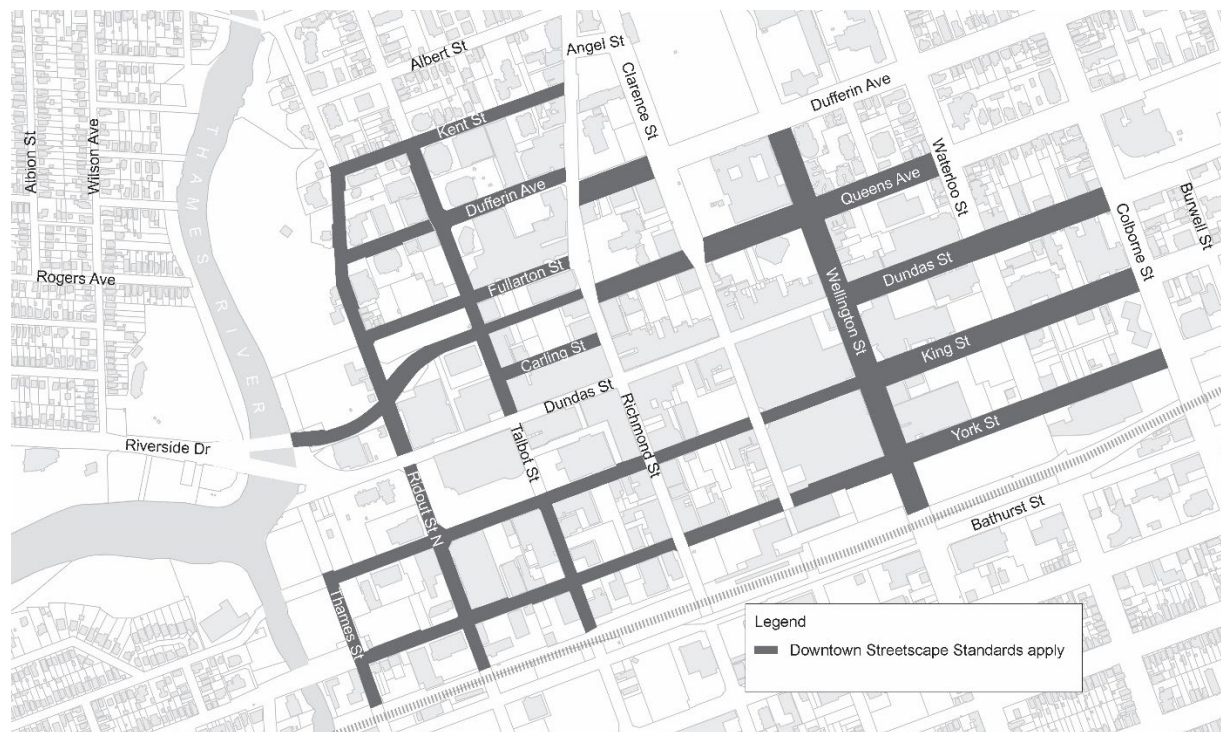 Albert St
Angel St
Clarence St
Dufferin Ave
Kent St
Albion St
Wilson Ave
THAMES RIVER
Dufferin Ave
Queens Ave
Waterloo St
Burwell St
Colborne St
Rogers Ave
Fullarton St
Dundas St
Wellington St
King St
Carling St
Dundas St
Richmond St
Talbot St
York St
Riverside Dr
Ridout St N
Bathurst St
Thames St
Legend
Downtown Streetscape Standards apply